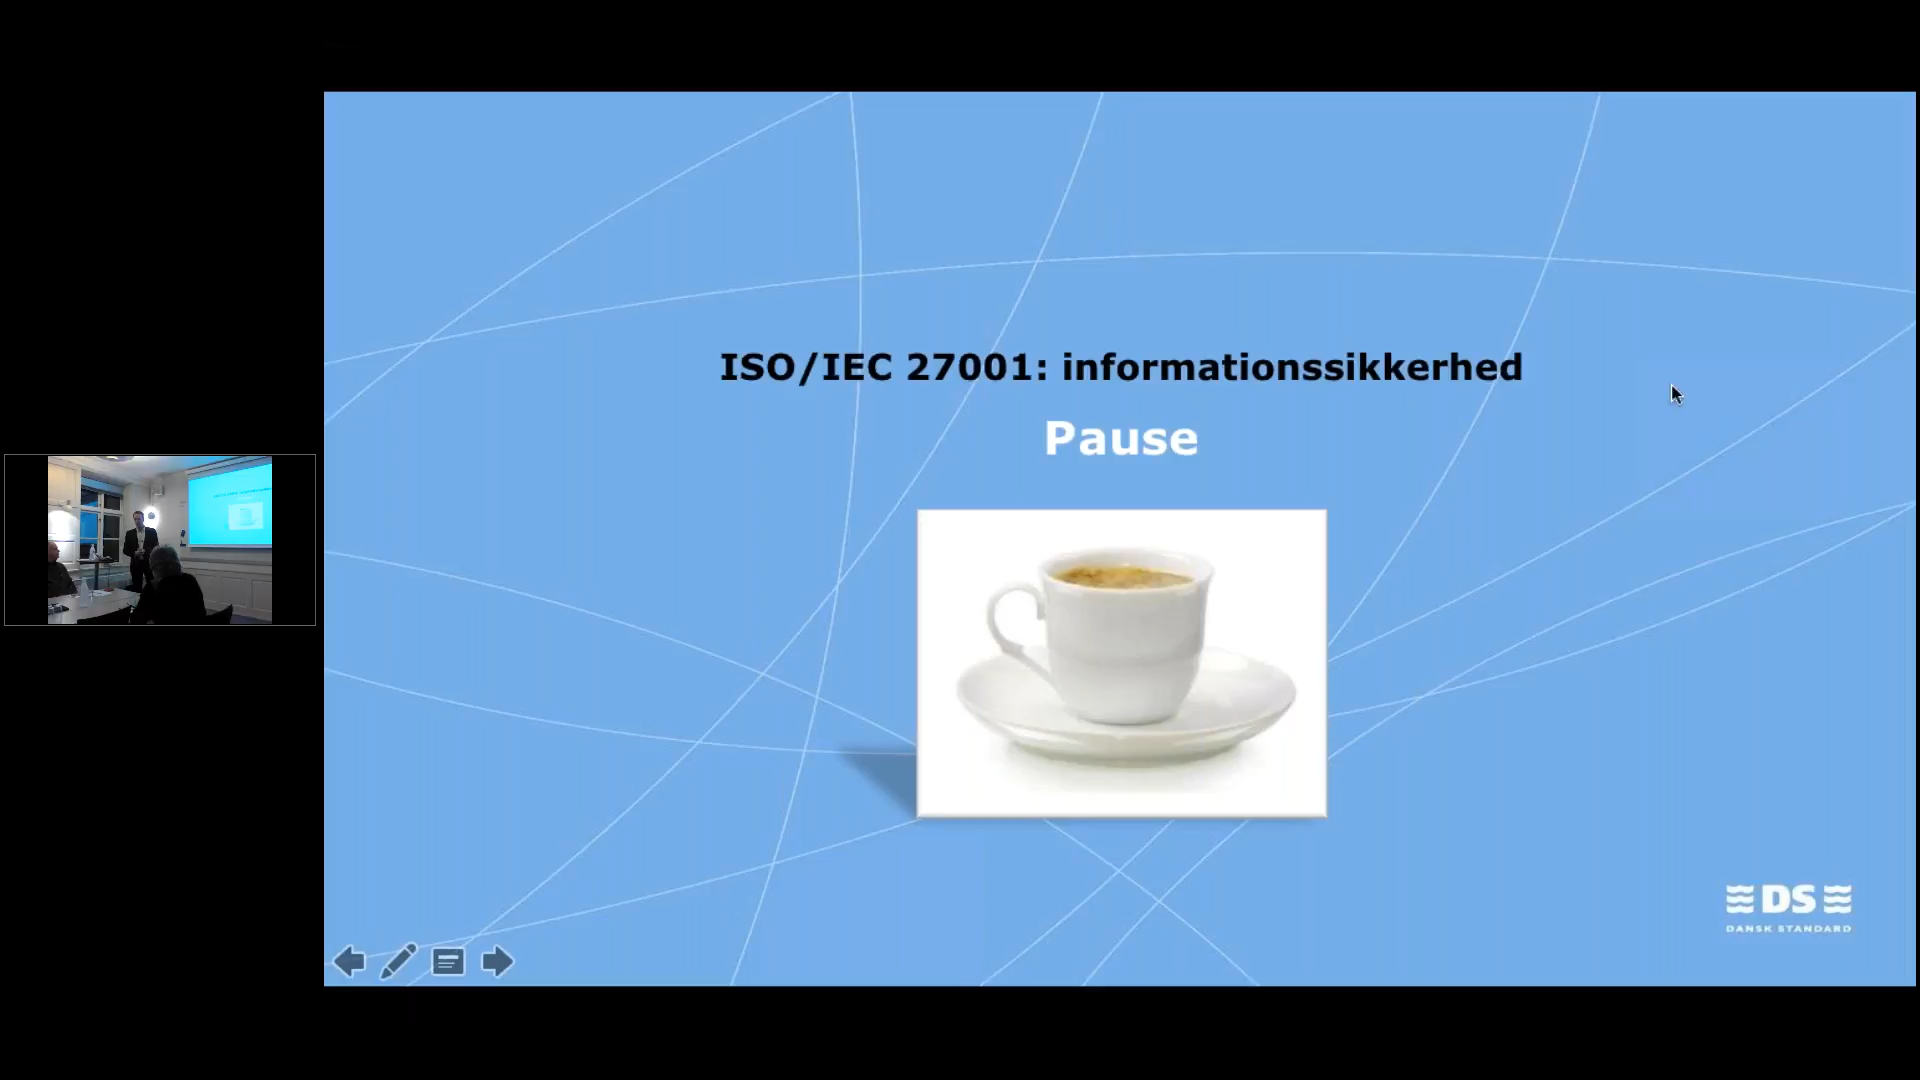 ISO/IEC 27001: informationssikkerhed
Pause
DS
DANSK STANDARD